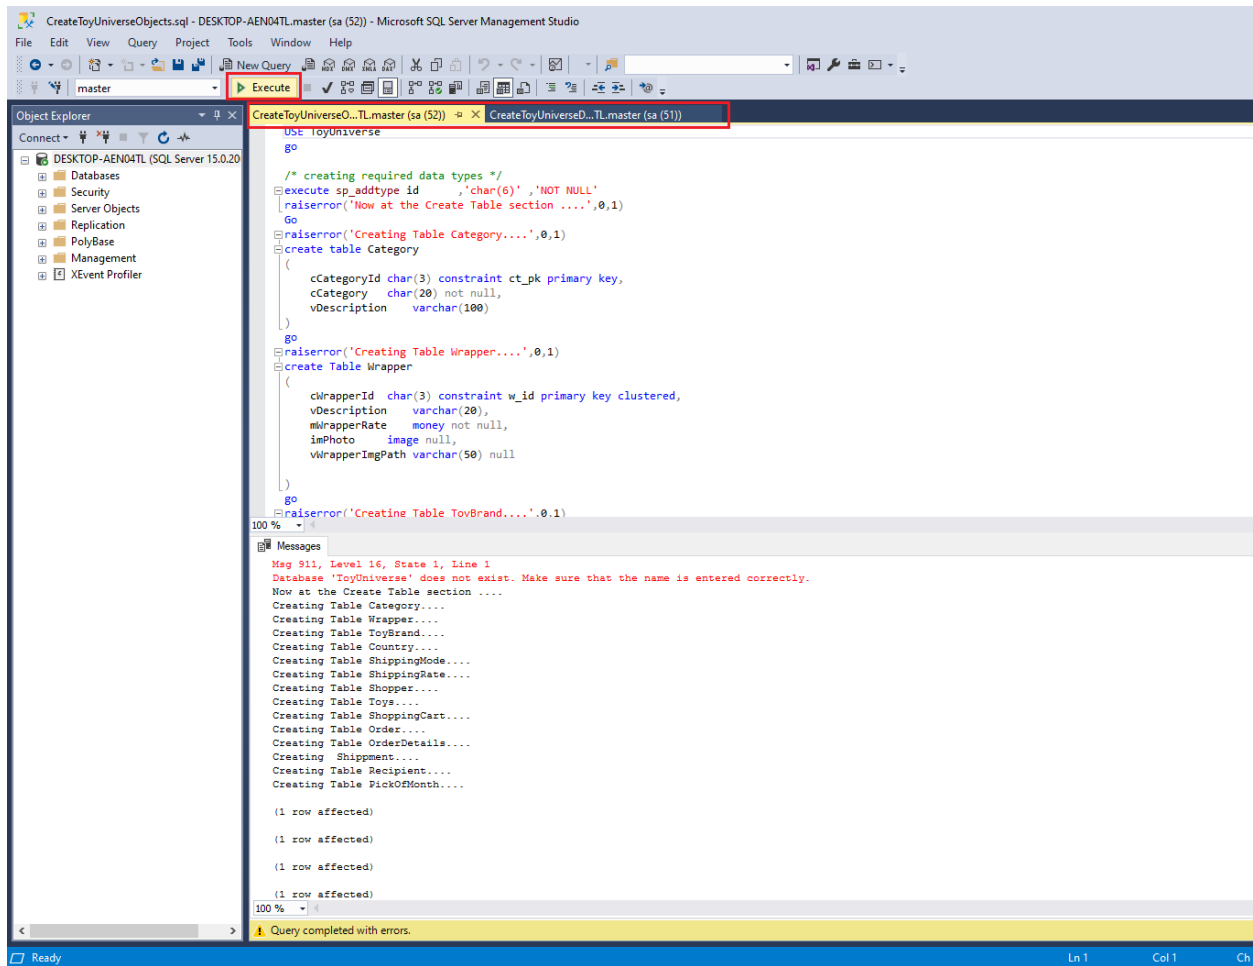 CreateToyUniverseObjects.sql - DESKTOP-AEN04TL.master (sa (52)) - Microsoft SQL Server Management Studio
File Edit View Query Project Tools Window Help
New Query
master Execute
Object Explorer
CreateToyUniverseO...TL.master (sa (52)) CreateToyUniverseD...TL.master (sa (51))
Connect
DESKTOP-AEN04TL (SQL Server 15.0.20
Databases
Security
Server Objects
Replication
PolyBase
Management
XEvent Profiler
USE ToyUniverse
go
/* creating required data types */
execute sp_addtype id ,'char(6)' ,'NOT NULL'
raiserror('Now at the Create Table section ....',0,1)
Go
raiserror('Creating Table Category....',0,1)
create table Category
(
cCategoryId char(3) constraint ct_pk primary key,
cCategory char(20) not null,
vDescription varchar(100)
)
go
raiserror('Creating Table Wrapper....',0,1)
create Table Wrapper
(
cWrapperId char(3) constraint w_id primary key clustered,
vDescription varchar(20),
mWrapperRate money not null,
imPhoto image null,
vWrapperImgPath varchar(50) null
)
go
raiserror('Creating Table ToyBrand....',0,1)
100 %
Messages
Msg 911, Level 16, State 1, Line 1
Database 'ToyUniverse' does not exist. Make sure that the name is entered correctly.
Now at the Create Table section ....
Creating Table Category....
Creating Table Wrapper....
Creating Table ToyBrand....
Creating Table Country....
Creating Table ShippingMode....
Creating Table ShippingRate....
Creating Table Shopper....
Creating Table Toys....
Creating Table ShoppingCart....
Creating Table Order....
Creating Table OrderDetails....
Creating Shippment....
Creating Table Recipient....
Creating Table PickOfMonth....
(1 row affected)
(1 row affected)
(1 row affected)
(1 row affected)
100 %
Query completed with errors.
Ready Ln 1 Col 1 Ch